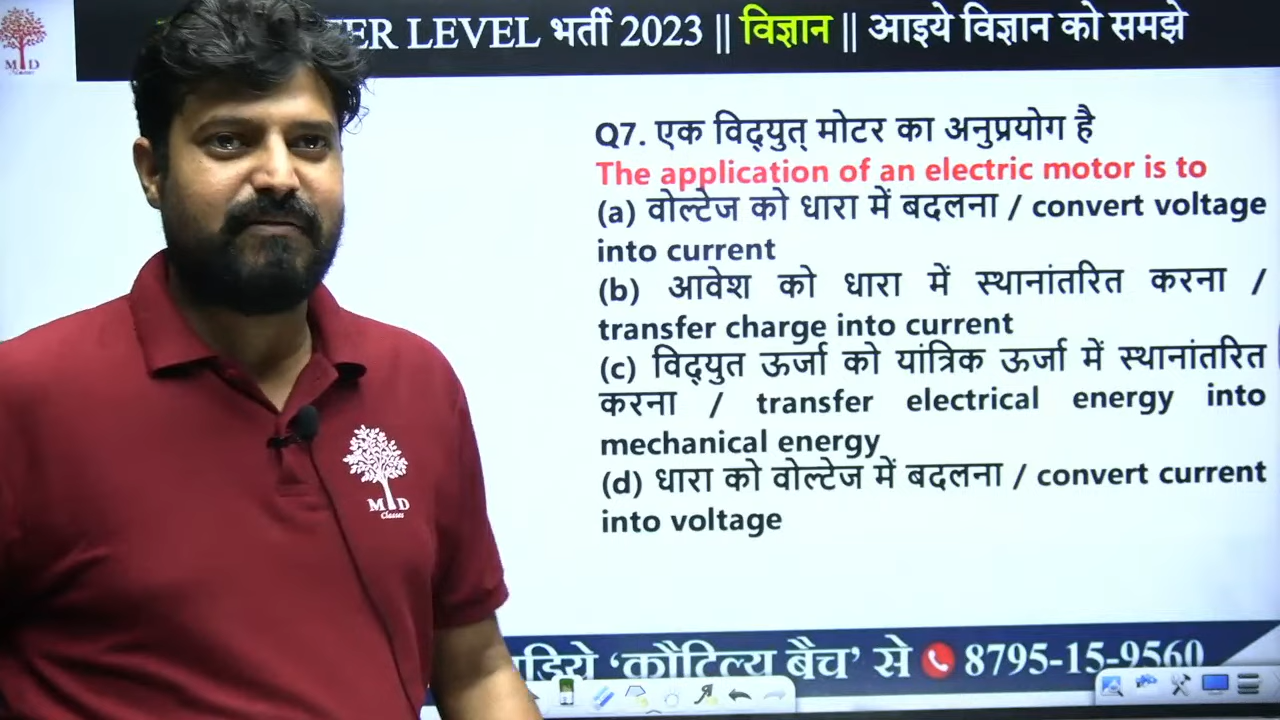 ER LEVEL भर्ती 2023 || विज्ञान || आइये विज्ञान को समझे
M D
Classes
Q7. एक विद्युत् मोटर का अनुप्रयोग है
The application of an electric motor is to
(a) वोल्टेज को धारा में बदलना / convert voltage
into current
(b) आवेश को धारा में स्थानांतरित करना /
transfer charge into current
(c) विद्युत ऊर्जा को यांत्रिक ऊर्जा में स्थानांतरित
करना / transfer electrical energy into
mechanical energy
(d) धारा को वोल्टेज में बदलना / convert current
into voltage
M D
Classes
‘कौटिल्य बैच’ से 8795-15-9560